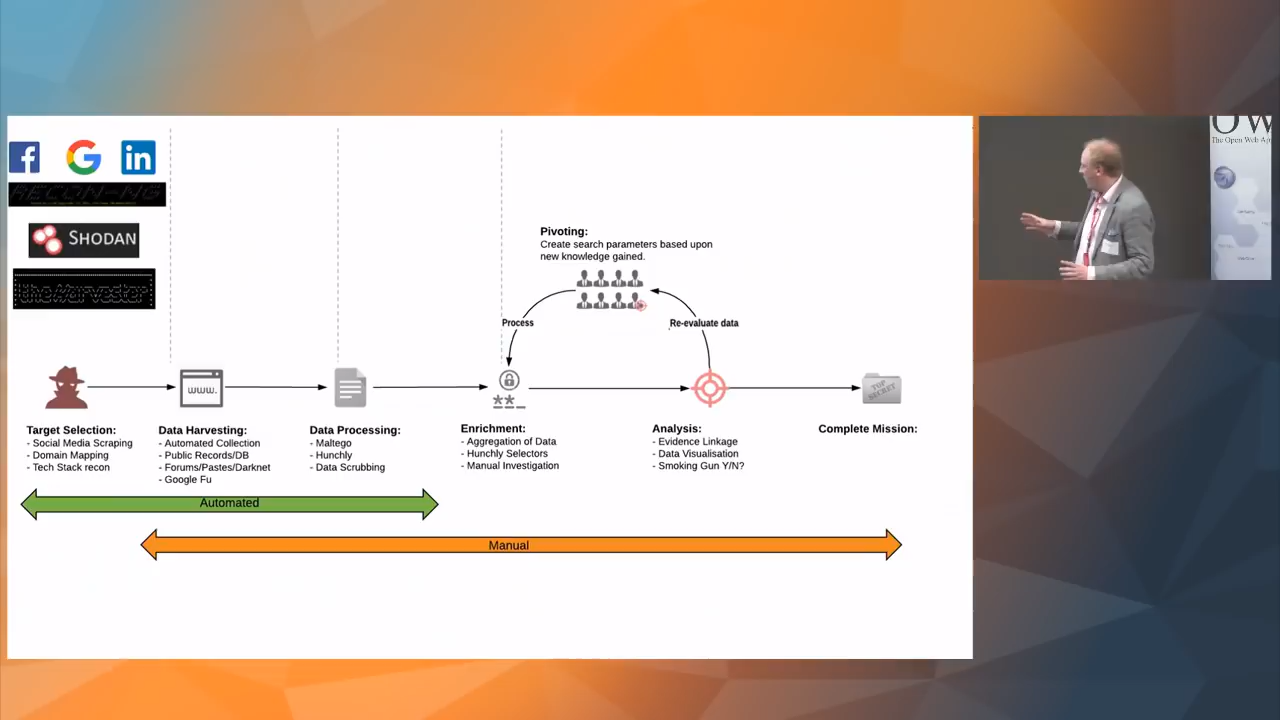 f
G
in
RECON-NG
SHODAN
theHarvester
OW
The Open Web Ap
Pivoting:
Create search parameters based upon
new knowledge gained.
Process
Re-evaluate data
www.
**_
TOP
SECRET
Target Selection:
- Social Media Scraping
- Domain Mapping
- Tech Stack recon
Data Harvesting:
- Automated Collection
- Public Records/DB
- Forums/Pastes/Darknet
- Google Fu
Data Processing:
- Maltego
- Hunchly
- Data Scrubbing
Enrichment:
- Aggregation of Data
- Hunchly Selectors
- Manual Investigation
Analysis:
- Evidence Linkage
- Data Visualisation
- Smoking Gun Y/N?
Complete Mission:
Automated
Manual